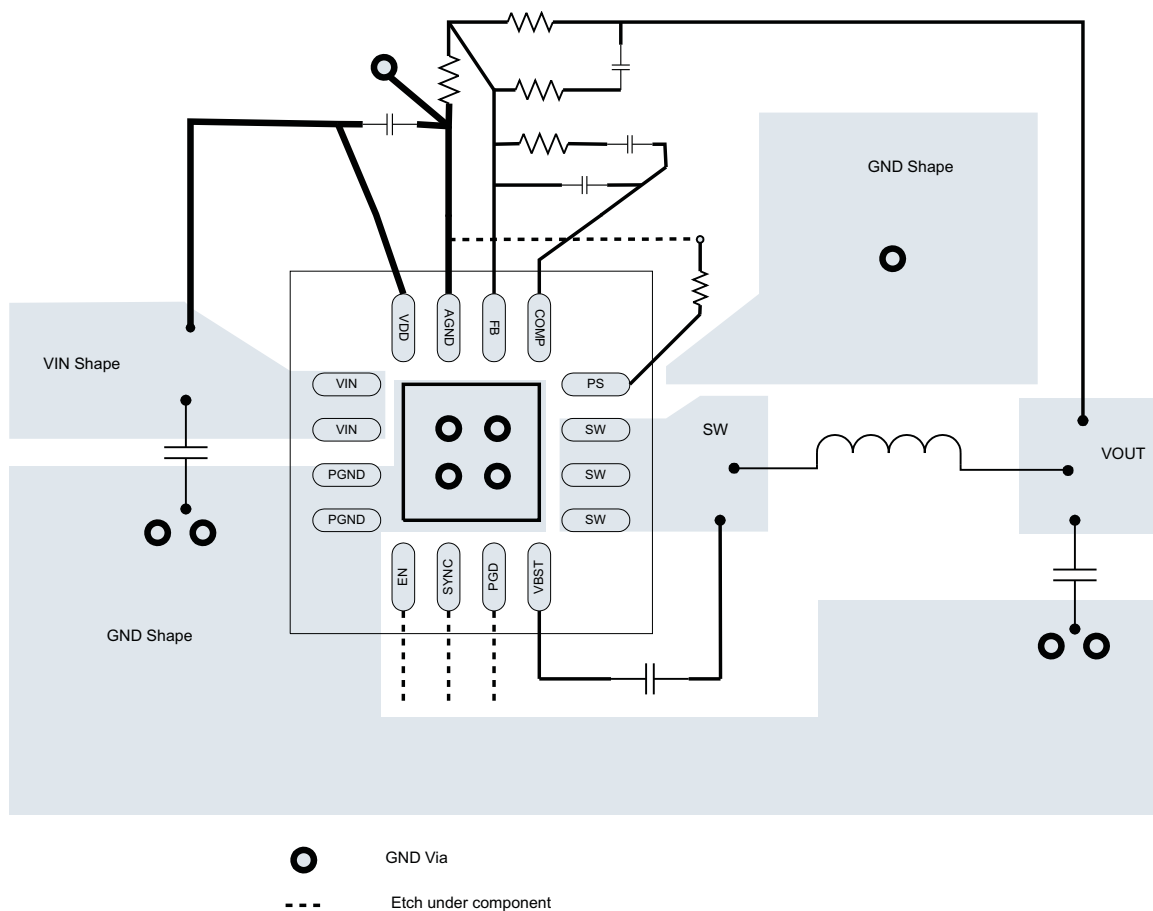 GND Shape
VDD
AGND
FB
COMP
VIN Shape
VIN
PS
VIN
SW
SW
VOUT
PGND
SW
PGND
SW
EN
SYNC
PGD
VBST
GND Shape
GND Via
Etch under component